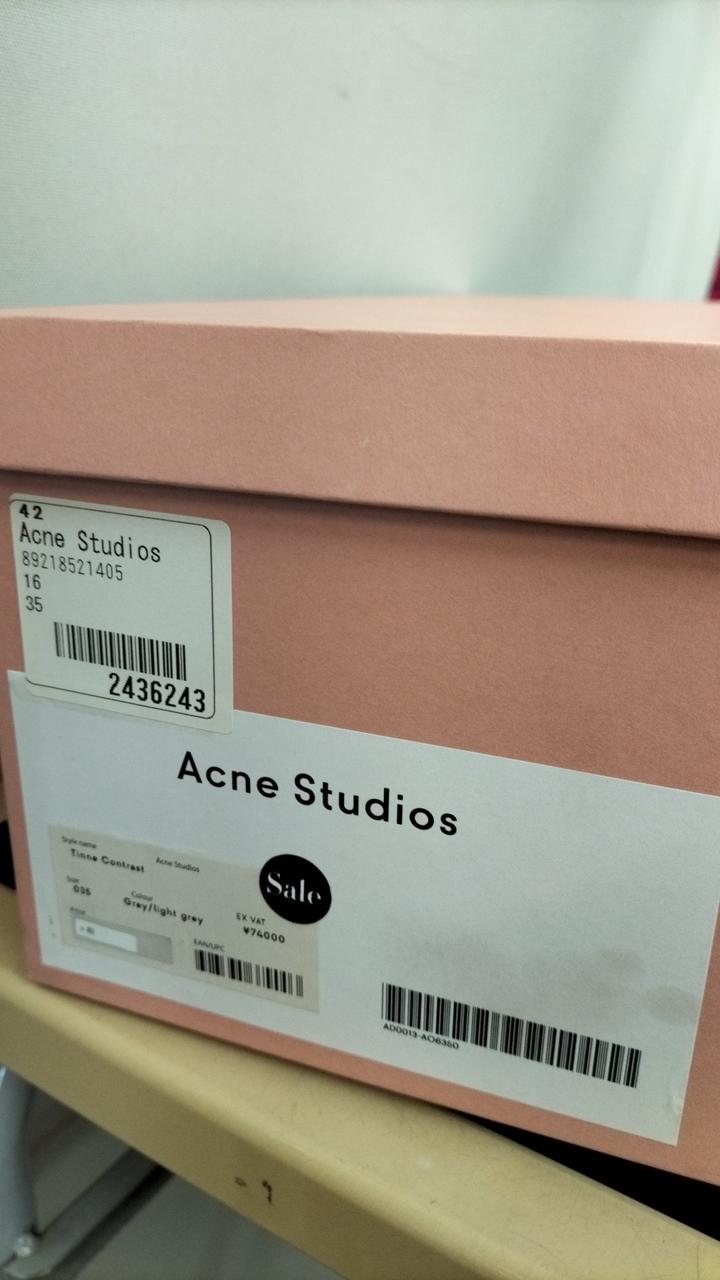 42
Acne Studios
89218521405
16
35
2436243
Acne Studios
Style name
Tinne Contrast
Acne Studios
Size
035
Colour
Grey/light grey
Sale
EX VAT
¥74000
EAN/UPC
AD0013-AO6350